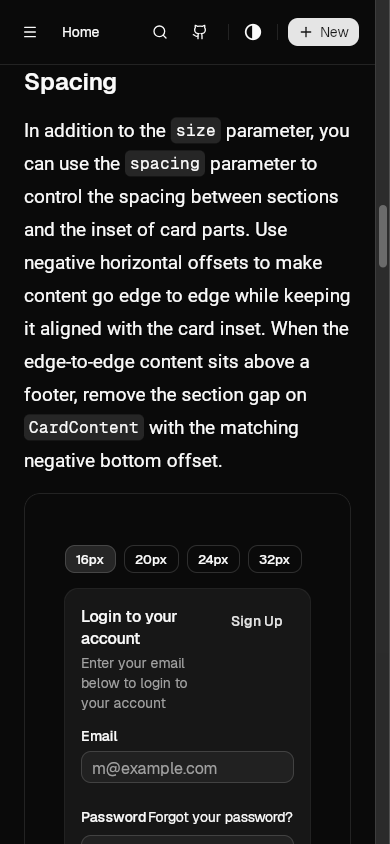 Home
New
Spacing
In addition to the size parameter, you
can use the spacing parameter to
control the spacing between sections
and the inset of card parts. Use
negative horizontal offsets to make
content go edge to edge while keeping
it aligned with the card inset. When the
edge-to-edge content sits above a
footer, remove the section gap on
CardContent with the matching
negative bottom offset.
16px 20px 24px 32px
Login to your
account
Sign Up
Enter your email
below to login to
your account
Email
m@example.com
Password Forgot your password?